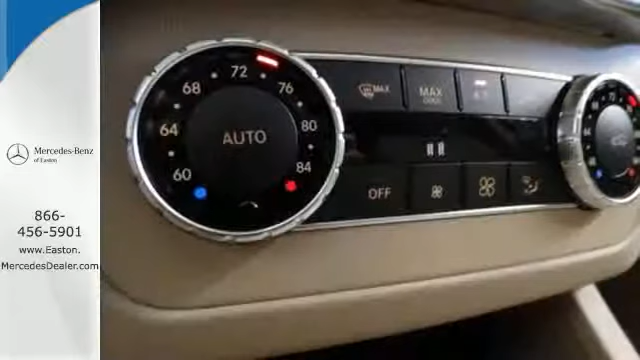 Mercedes-Benz
of Easton
866-
456-5901
www.Easton.
MercedesDealer.com
60
64
68
72
76
80
84
AUTO
MAX
MAX
COOL
OFF